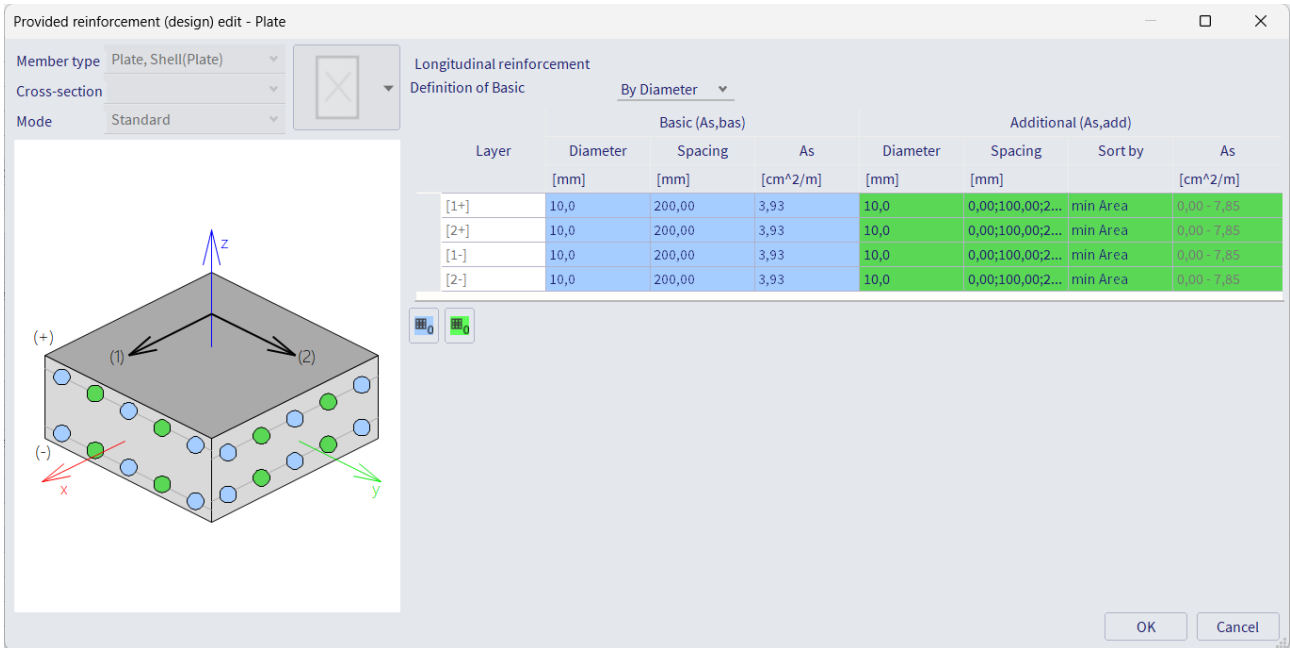 Provided reinforcement (design) edit - Plate
Member type Plate, Shell(Plate)
Cross-section
Mode Standard
Longitudinal reinforcement
Definition of Basic By Diameter
Basic (As,bas) Additional (As,add)
Layer Diameter Spacing As Diameter Spacing Sort by As
[mm] [mm] [cm^2/m] [mm] [mm] [cm^2/m]
[1+] 10,0 200,00 3,93 10,0 0,00;100,00;2... min Area 0,00 - 7,85
[2+] 10,0 200,00 3,93 10,0 0,00;100,00;2... min Area 0,00 - 7,85
[1-] 10,0 200,00 3,93 10,0 0,00;100,00;2... min Area 0,00 - 7,85
[2-] 10,0 200,00 3,93 10,0 0,00;100,00;2... min Area 0,00 - 7,85
0 0
z
(+)
(1) (2)
(-)
x y
OK Cancel